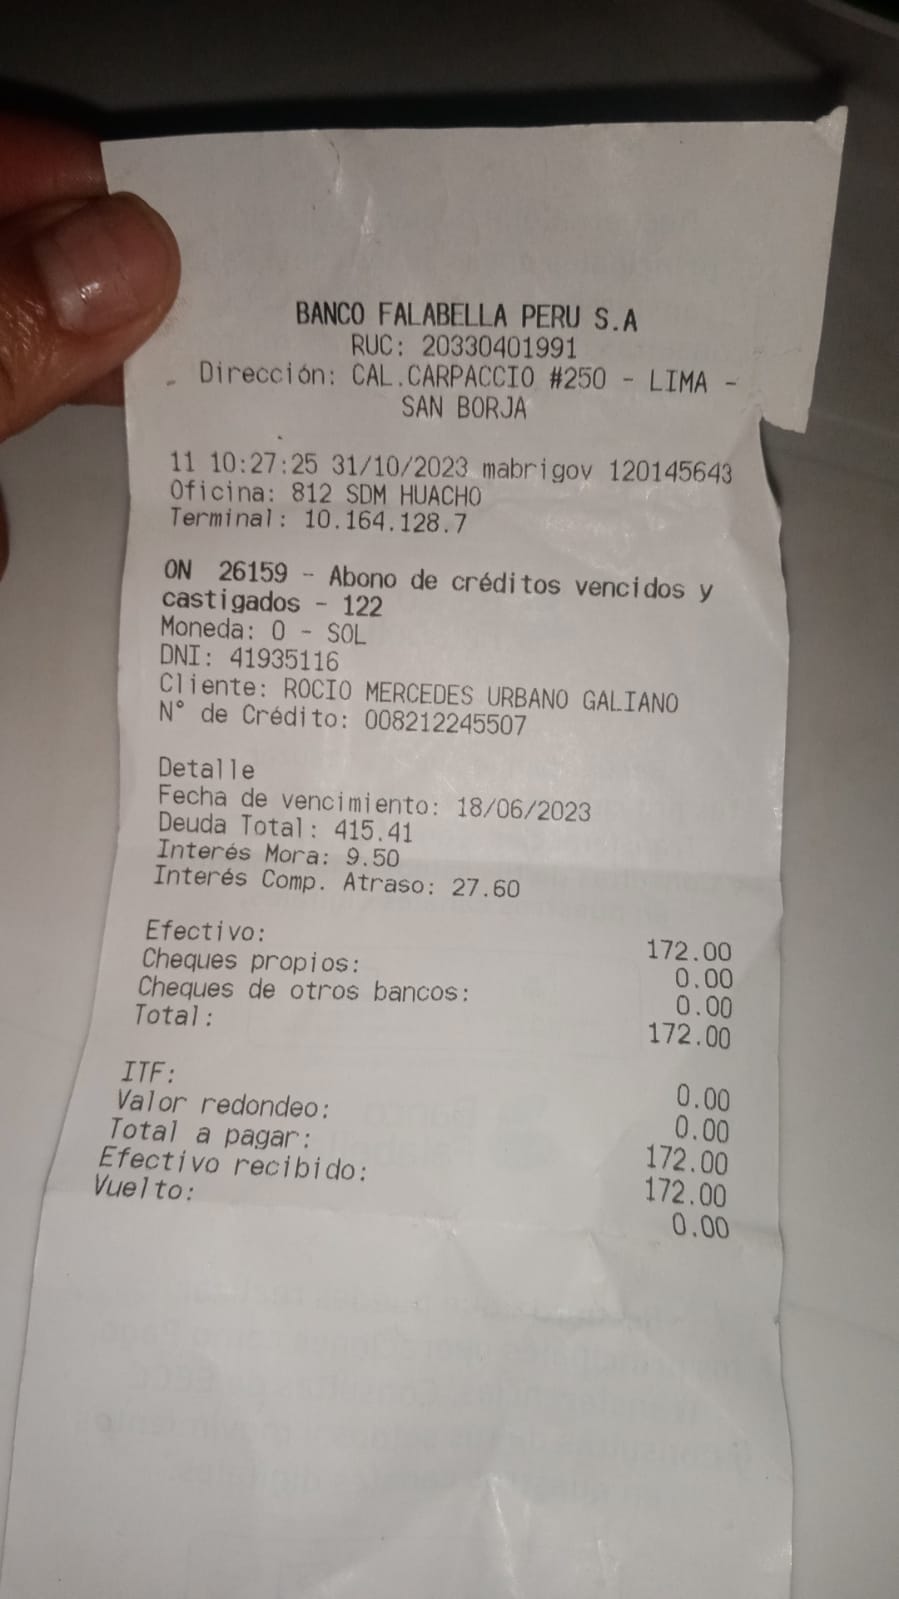 BANCO FALABELLA PERU S.A
RUC: 20330401991
Dirección: CAL.CARPACCIO #250 - LIMA -
SAN BORJA
11 10:27:25 31/10/2023 mabrigov 120145643
Oficina: 812 SDM HUACHO
Terminal: 10.164.128.7
ON 26159 - Abono de créditos vencidos y
castigados - 122
Moneda: 0 - SOL
DNI: 41935116
Cliente: ROCIO MERCEDES URBANO GALIANO
N° de Crédito: 008212245507
Detalle
Fecha de vencimiento: 18/06/2023
Deuda Total: 415.41
Interés Mora: 9.50
Interés Comp. Atraso: 27.60
Efectivo: 172.00
Cheques propios: 0.00
Cheques de otros bancos: 0.00
Total: 172.00
ITF: 0.00
Valor redondeo: 0.00
Total a pagar: 172.00
Efectivo recibido: 172.00
Vuelto: 0.00